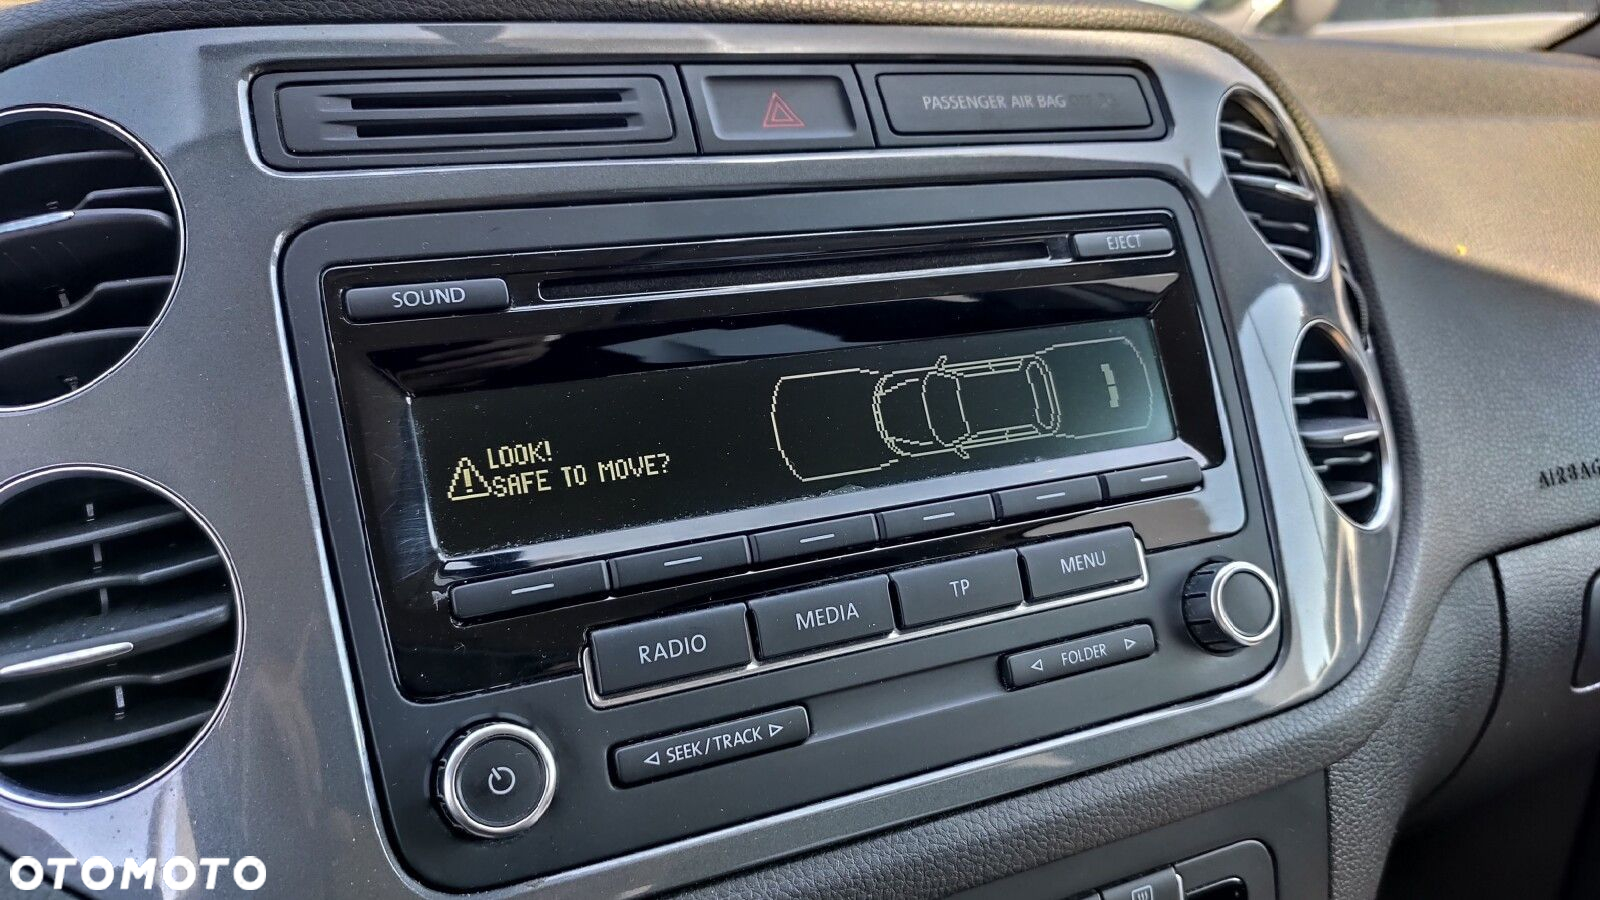 PASSENGER AIR BAG
EJECT
SOUND
LOOK!
SAFE TO MOVE?
RADIO
MEDIA
TP
MENU
FOLDER
SEEK/TRACK
AIRBAG
OTOMOTO